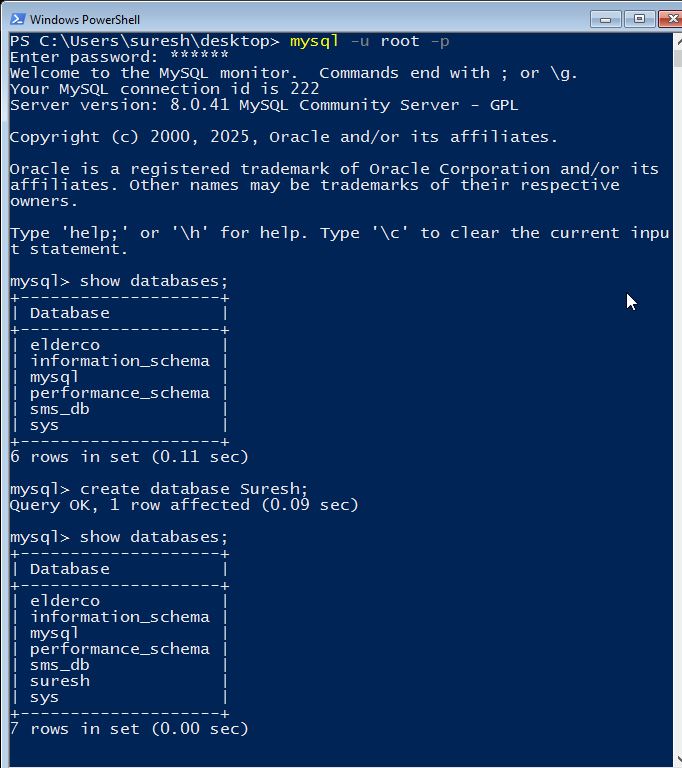 Windows PowerShell
PS C:\Users\suresh\desktop> mysql -u root -p
Enter password: ******
Welcome to the MySQL monitor.  Commands end with ; or \g.
Your MySQL connection id is 222
Server version: 8.0.41 MySQL Community Server - GPL

Copyright (c) 2000, 2025, Oracle and/or its affiliates.

Oracle is a registered trademark of Oracle Corporation and/or its
affiliates. Other names may be trademarks of their respective
owners.

Type 'help;' or '\h' for help. Type '\c' to clear the current inpu
t statement.

mysql> show databases;
+--------------------+
| Database           |
+--------------------+
| elderco            |
| information_schema |
| mysql              |
| performance_schema |
| sms_db             |
| sys                |
+--------------------+
6 rows in set (0.11 sec)

mysql> create database Suresh;
Query OK, 1 row affected (0.09 sec)

mysql> show databases;
+--------------------+
| Database           |
+--------------------+
| elderco            |
| information_schema |
| mysql              |
| performance_schema |
| sms_db             |
| suresh             |
| sys                |
+--------------------+
7 rows in set (0.00 sec)